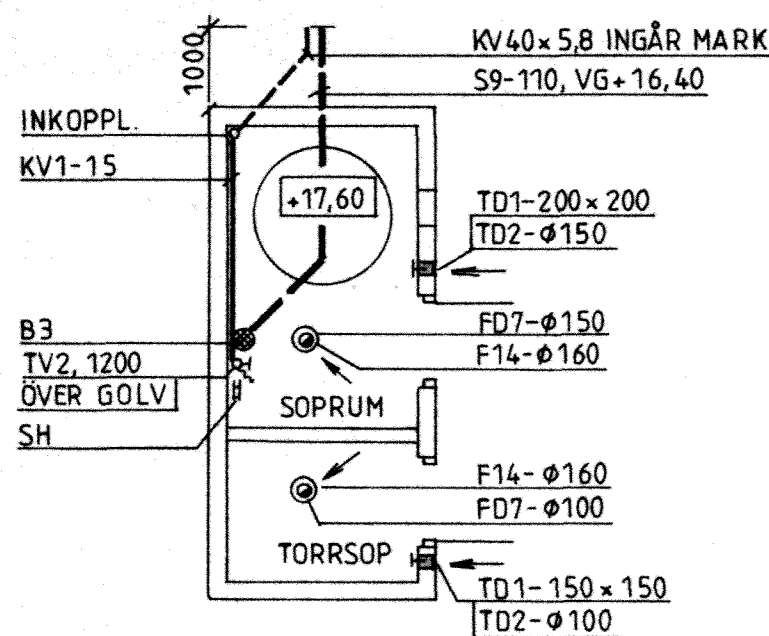 1000
KV40×5,8 INGÅR MARK
S9-110, VG+16,40
INKOPPL.
KV1-15
+17,60
TD1-200×200
TD2-Φ150
B3
TV2, 1200
ÖVER GOLV
SH
FD7-Φ150
F14-Φ160
SOPRUM
F14-Φ160
FD7-Φ100
TORRSOP
TD1-150×150
TD2-Φ100